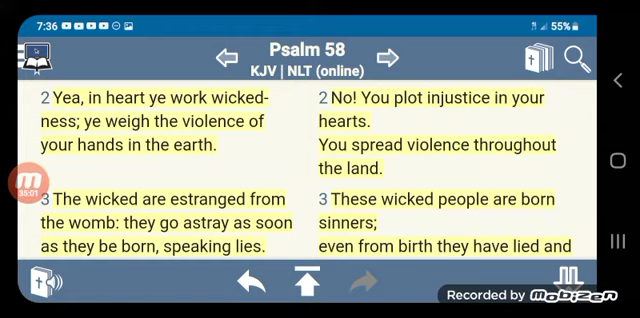 7:36
55%
Psalm 58
KJV | NLT (online)
2 Yea, in heart ye work wicked-
ness; ye weigh the violence of
your hands in the earth.
3 The wicked are estranged from
the womb: they go astray as soon
as they be born, speaking lies.
2 No! You plot injustice in your
hearts.
You spread violence throughout
the land.
3 These wicked people are born
sinners;
even from birth they have lied and
35:01
Recorded by Mobizen